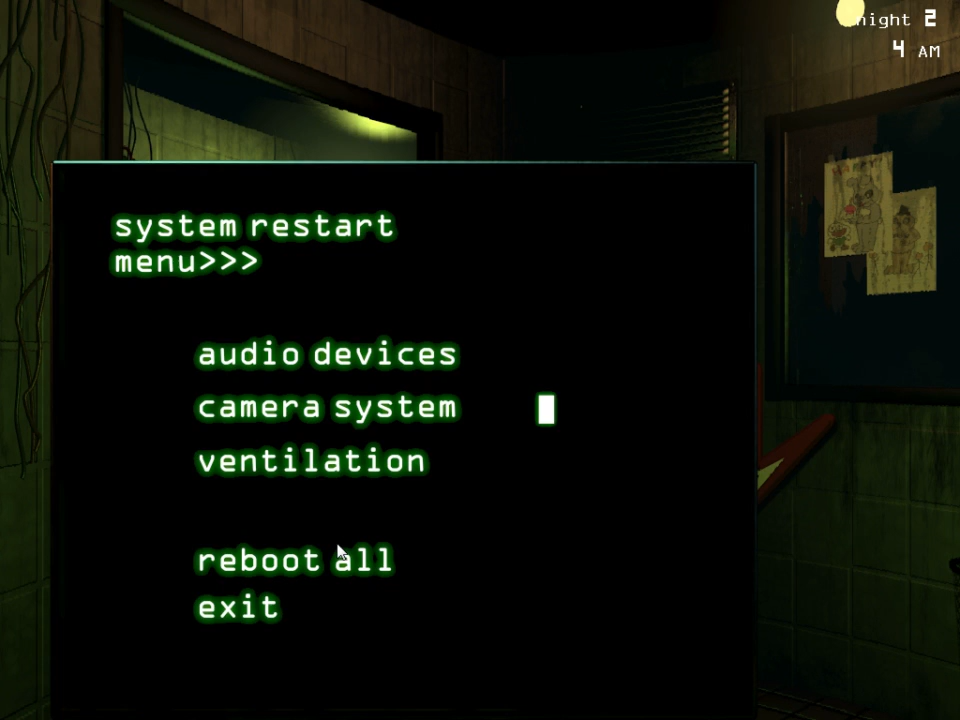 night 2
4 AM
system restart
menu>>>
audio devices
camera system
ventilation
reboot all
exit